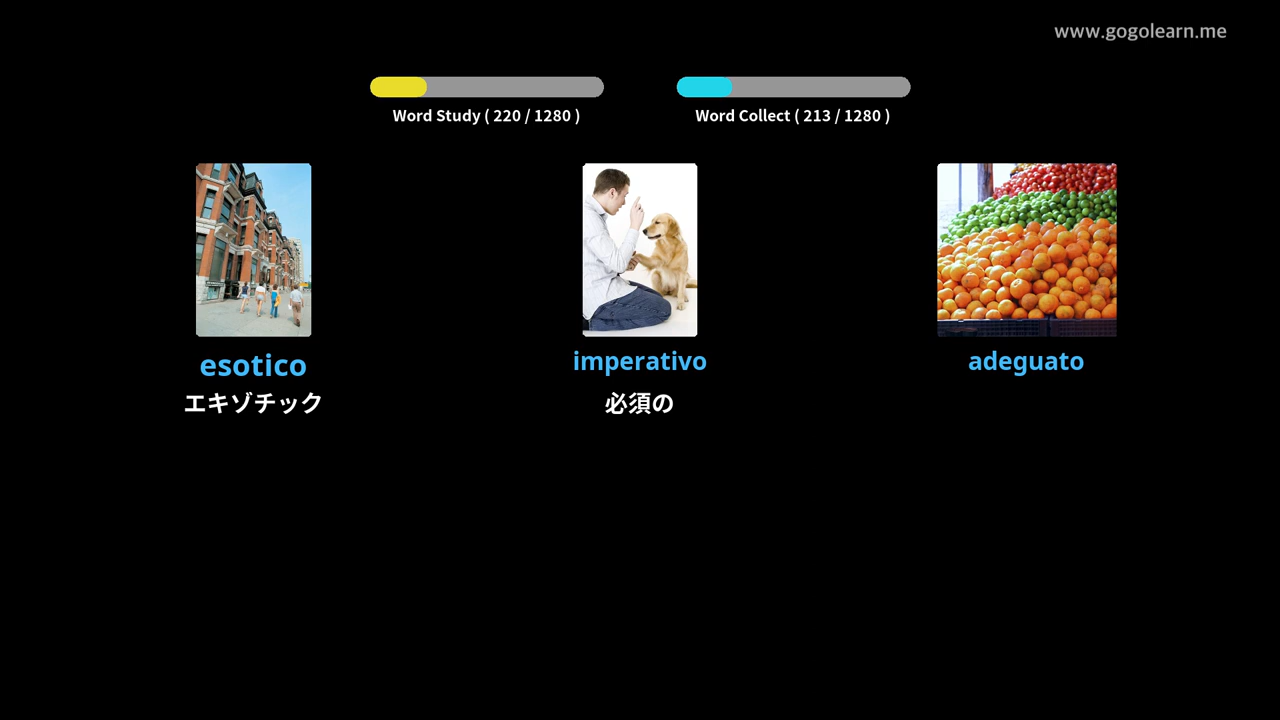 www.gogolearn.me
Word Study ( 220 / 1280 )
Word Collect ( 213 / 1280 )
esotico
imperativo
adeguato
エキゾチック
必須の